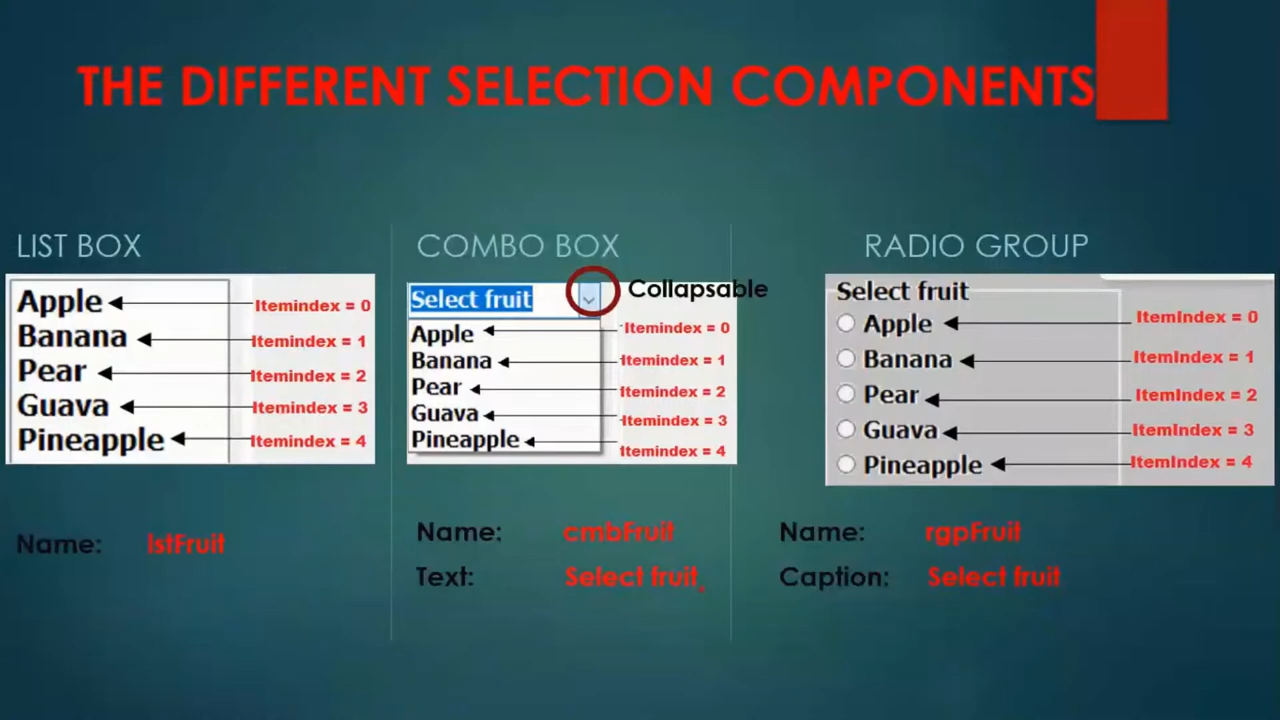 THE DIFFERENT SELECTION COMPONENTS
LIST BOX
Apple Itemindex = 0
Banana Itemindex = 1
Pear Itemindex = 2
Guava Itemindex = 3
Pineapple Itemindex = 4
Name: lstFruit
COMBO BOX
Select fruit Collapsable
Apple Itemindex = 0
Banana Itemindex = 1
Pear Itemindex = 2
Guava Itemindex = 3
Pineapple Itemindex = 4
Name: cmbFruit
Text: Select fruit
RADIO GROUP
Select fruit
Apple ItemIndex = 0
Banana ItemIndex = 1
Pear ItemIndex = 2
Guava ItemIndex = 3
Pineapple ItemIndex = 4
Name: rgpFruit
Caption: Select fruit